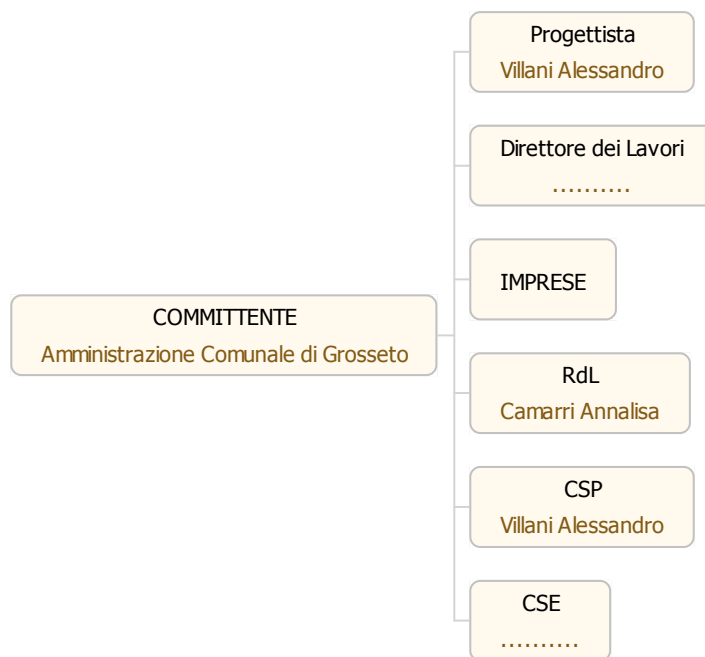 Progettista
Villani Alessandro
Direttore dei Lavori
..........
IMPRESE
COMMITTENTE
Amministrazione Comunale di Grosseto
RdL
Camarri Annalisa
CSP
Villani Alessandro
CSE
..........